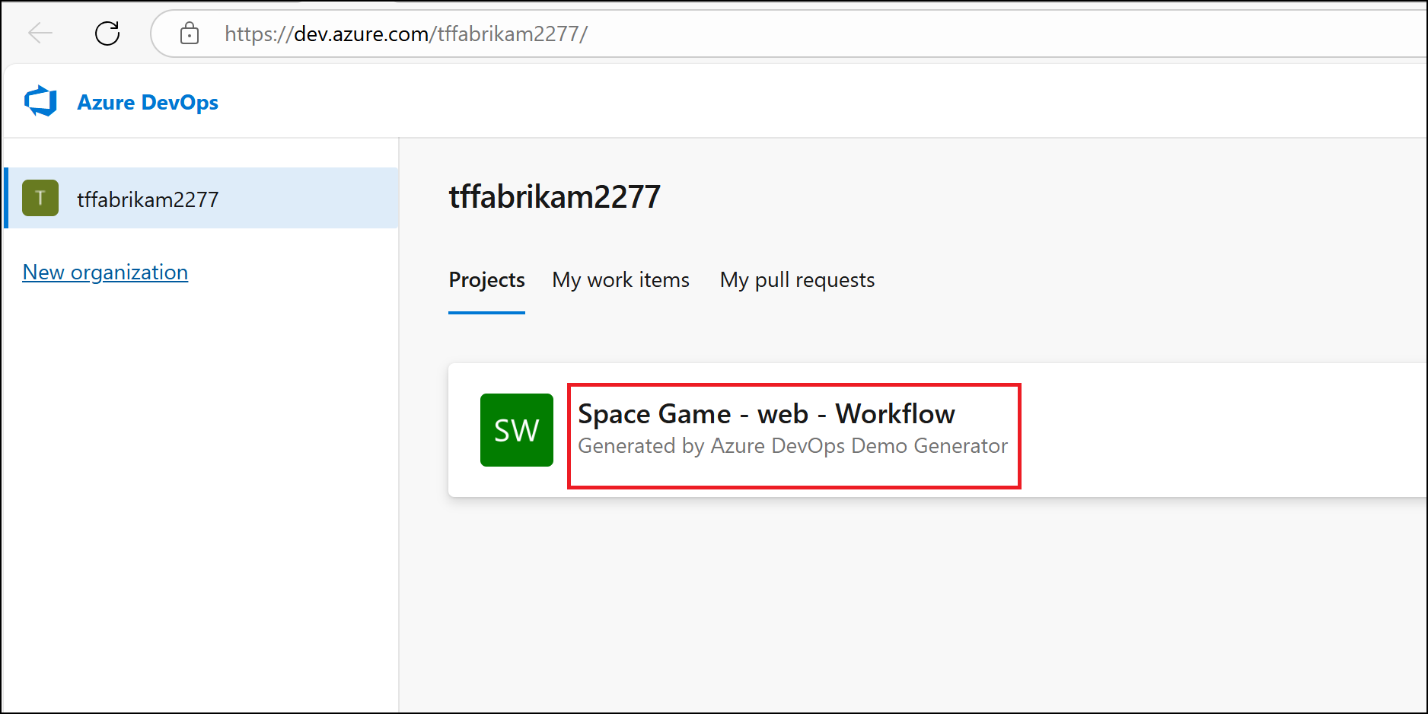 https://dev.azure.com/tffabrikam2277/
Azure DevOps
T tffabrikam2277
New organization
tffabrikam2277
Projects My work items My pull requests
SW
Space Game - web - Workflow
Generated by Azure DevOps Demo Generator